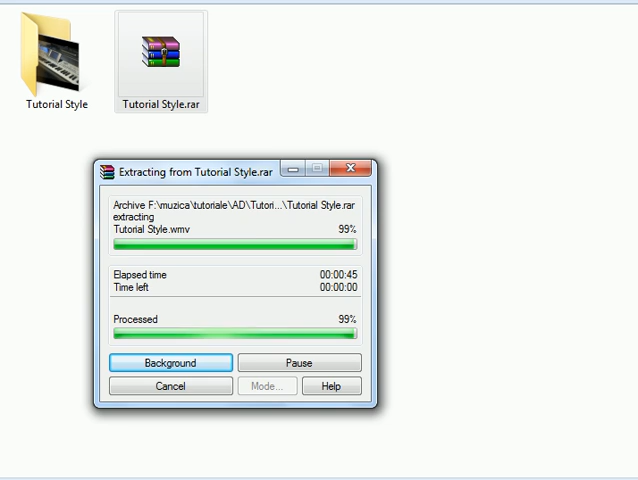 Tutorial Style
Tutorial Style.rar
Extracting from Tutorial Style.rar
Archive F:\muzica\tutoriale\AD\Tutori...\Tutorial Style.rar
extracting
Tutorial Style.wmv 99%
Elapsed time 00:00:45
Time left 00:00:00
Processed 99%
Background Pause
Cancel Mode... Help